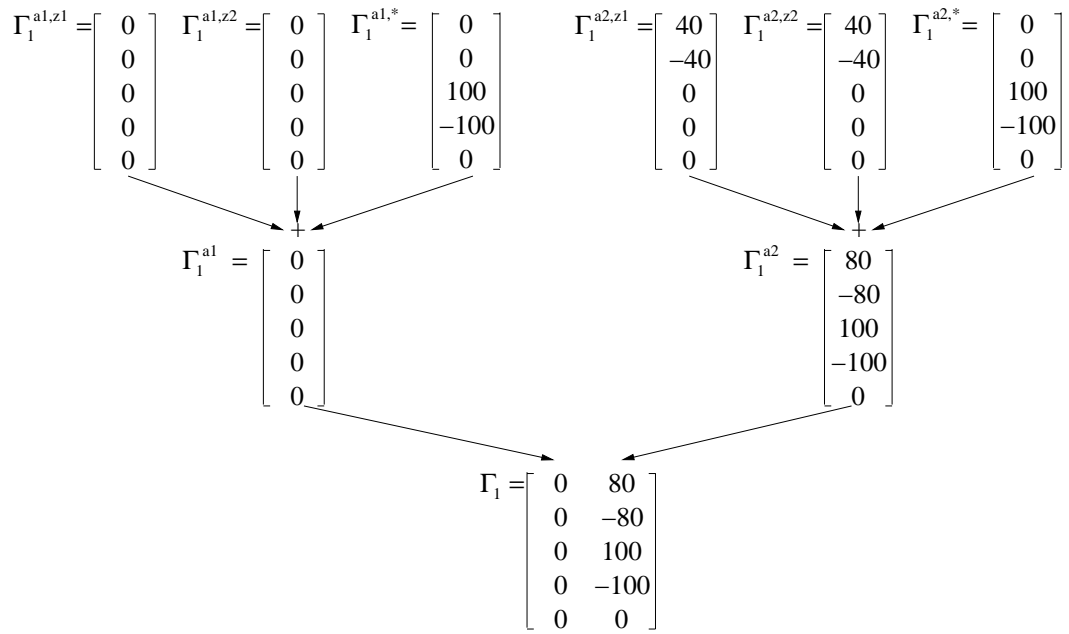 Γ₁^{a1,z1} = [ 0 Γ₁^{a1,z2} = [ 0 Γ₁^{a1,*} = [ 0 Γ₁^{a2,z1} = [ 40 Γ₁^{a2,z2} = [ 40 Γ₁^{a2,*} = [ 0
0 0 0 –40 –40 0
0 0 100 0 0 100
0 0 –100 0 0 –100
0 ] 0 ] 0 ] 0 ] 0 ] 0 ]
+ +
Γ₁^{a1} = [ 0 Γ₁^{a2} = [ 80
0 –80
0 100
0 –100
0 ] 0 ]
Γ₁ = [ 0 80
0 –80
0 100
0 –100
0 0 ]